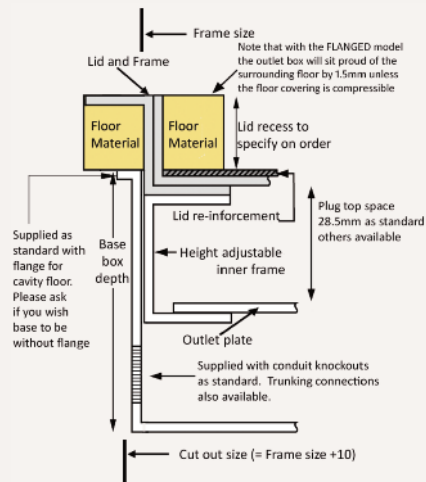 Frame size
Note that with the FLANGED model
the outlet box will sit proud of the
surrounding floor by 1.5mm unless
the floor covering is compressible
Lid and Frame
Floor
Material
Floor
Material
Lid recess to
specify on order
Plug top space
28.5mm as standard
others available
Lid re-inforcement
Supplied as
standard with
flange for
cavity floor.
Please ask
if you wish
base to be
without flange
Base
box
depth
Height adjustable
inner frame
Outlet plate
Supplied with conduit knockouts
as standard. Trunking connections
also available.
Cut out size (= Frame size +10)